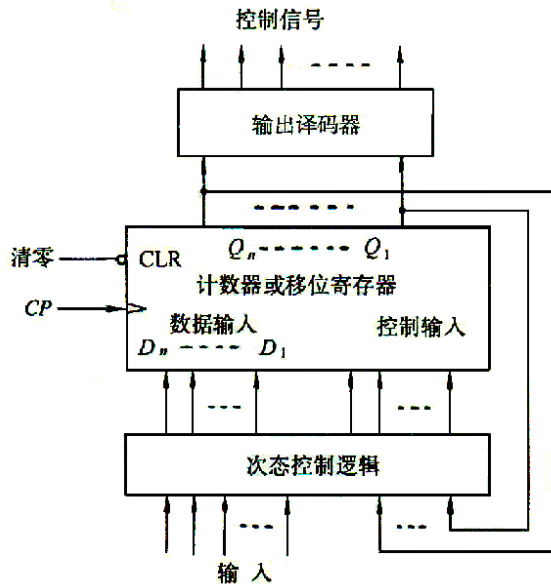 控制信号
输出译码器
Qn Q1
清零 CLR
计数器或移位寄存器
CP
数据输入 控制输入
Dn D1
次态控制逻辑
输 入